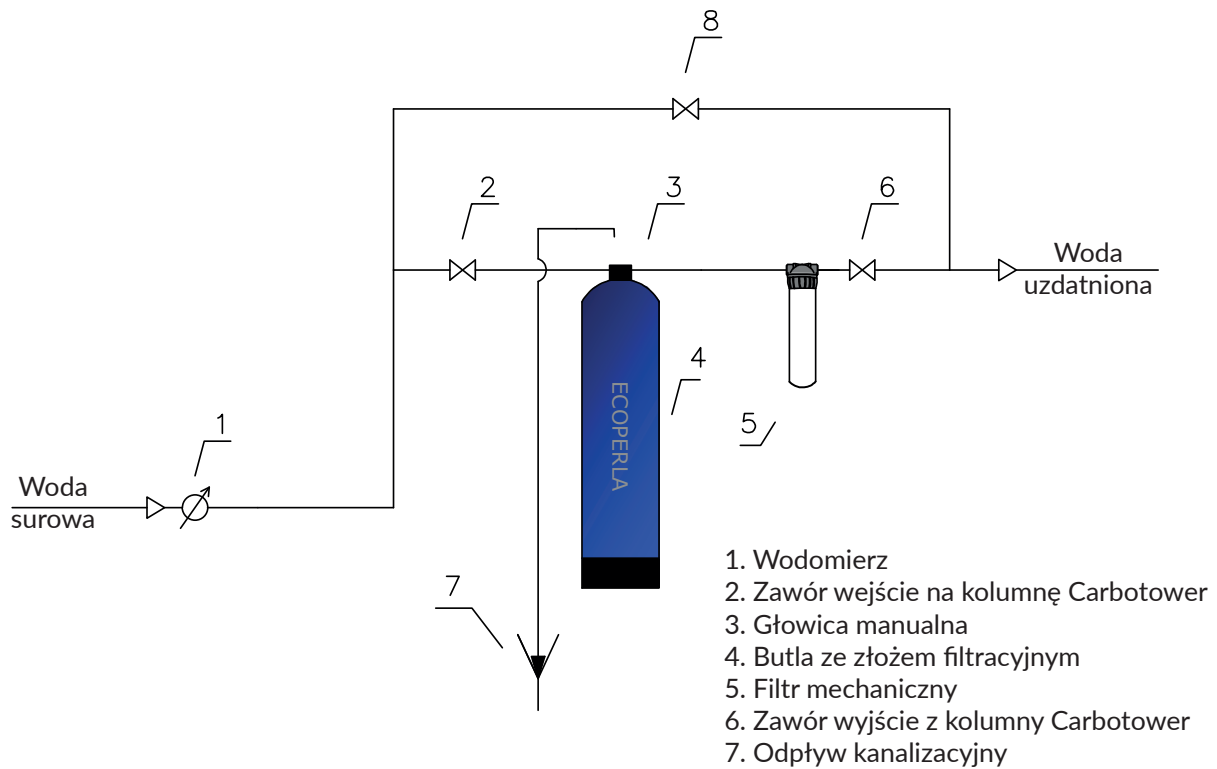 8
2
3
6
Woda
uzdatniona
4
ECOPERLA
5
1
Woda
surowa
7
1. Wodomierz
2. Zawór wejście na kolumnę Carbotower
3. Głowica manualna
4. Butla ze złożem filtracyjnym
5. Filtr mechaniczny
6. Zawór wyjście z kolumny Carbotower
7. Odpływ kanalizacyjny